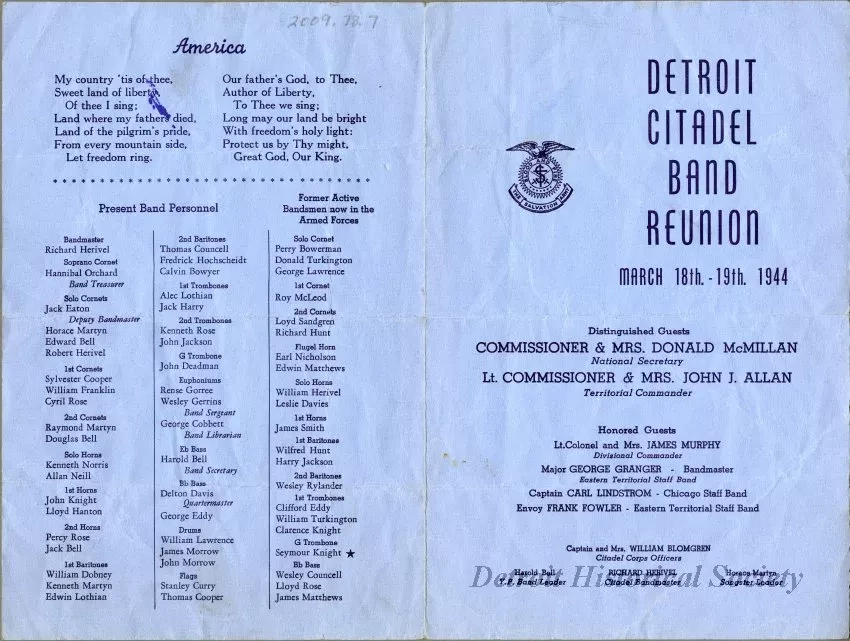 2009.78.7
America
My country 'tis of thee,
Sweet land of liberty,
Of thee I sing;
Land where my fathers died,
Land of the pilgrim's pride,
From every mountain side,
Let freedom ring.
Our father's God, to Thee,
Author of Liberty,
To Thee we sing;
Long may our land be bright
With freedom's holy light:
Protect us by Thy might,
Great God, Our King.
Present Band Personnel
Bandmaster
Richard Herivel
Soprano Cornet
Hannibal Orchard
Band Treasurer
Solo Cornets
Jack Eaton
Deputy Bandmaster
Horace Martyn
Edward Bell
Robert Herivel
1st Cornets
Sylvester Cooper
William Franklin
Cyril Rose
2nd Cornets
Raymond Martyn
Douglas Bell
Solo Horns
Kenneth Norris
Allan Neill
1st Horns
John Knight
Lloyd Hanton
2nd Horns
Percy Rose
Jack Bell
1st Baritones
William Dobney
Kenneth Martyn
Edwin Lothian
2nd Baritones
Thomas Councell
Fredrick Hochscheidt
Calvin Bowyer
1st Trombones
Alec Lothian
Jack Harry
2nd Trombones
Kenneth Rose
John Jackson
G Trombone
John Deadman
Euphoniums
Rense Gorree
Wesley Gerrins
Band Sergeant
George Cobbett
Band Librarian
Eb Bass
Harold Bell
Band Secretary
Bb Bass
Delton Davis
Quartermaster
George Eddy
Drums
William Lawrence
James Morrow
John Morrow
Flags
Stanley Curry
Thomas Cooper
Former Active
Bandsmen now in the
Armed Forces
Solo Cornet
Perry Bowerman
Donald Turkington
George Lawrence
1st Cornet
Roy McLeod
2nd Cornets
Loyd Sandgren
Richard Hunt
Flugel Horn
Earl Nicholson
Edwin Matthews
Solo Horns
William Herivel
Leslie Davies
1st Horns
James Smith
1st Baritones
Wilfred Hunt
Harry Jackson
2nd Baritones
Wesley Rylander
1st Trombones
Clifford Eddy
William Turkington
Clarence Knight
G Trombone
Seymour Knight ★
Bb Bass
Wesley Councell
Lloyd Rose
James Matthews
DETROIT
CITADEL
BAND
REUNION
MARCH 18th. - 19th. 1944
BLOOD AND FIRE
S
THE SALVATION ARMY
Distinguished Guests
COMMISSIONER & MRS. DONALD McMILLAN
National Secretary
Lt. COMMISSIONER & MRS. JOHN J. ALLAN
Territorial Commander
Honored Guests
Lt.Colonel and Mrs. JAMES MURPHY
Divisional Commander
Major GEORGE GRANGER - Bandmaster
Eastern Territorial Staff Band
Captain CARL LINDSTROM - Chicago Staff Band
Envoy FRANK FOWLER - Eastern Territorial Staff Band
Captain and Mrs. WILLIAM BLOMGREN
Citadel Corps Officers
Harold Bell
Y.P. Band Leader
RICHARD HERIVEL
Citadel Bandmaster
Horace Martyn
Songster Leader
Detroit Historical Society